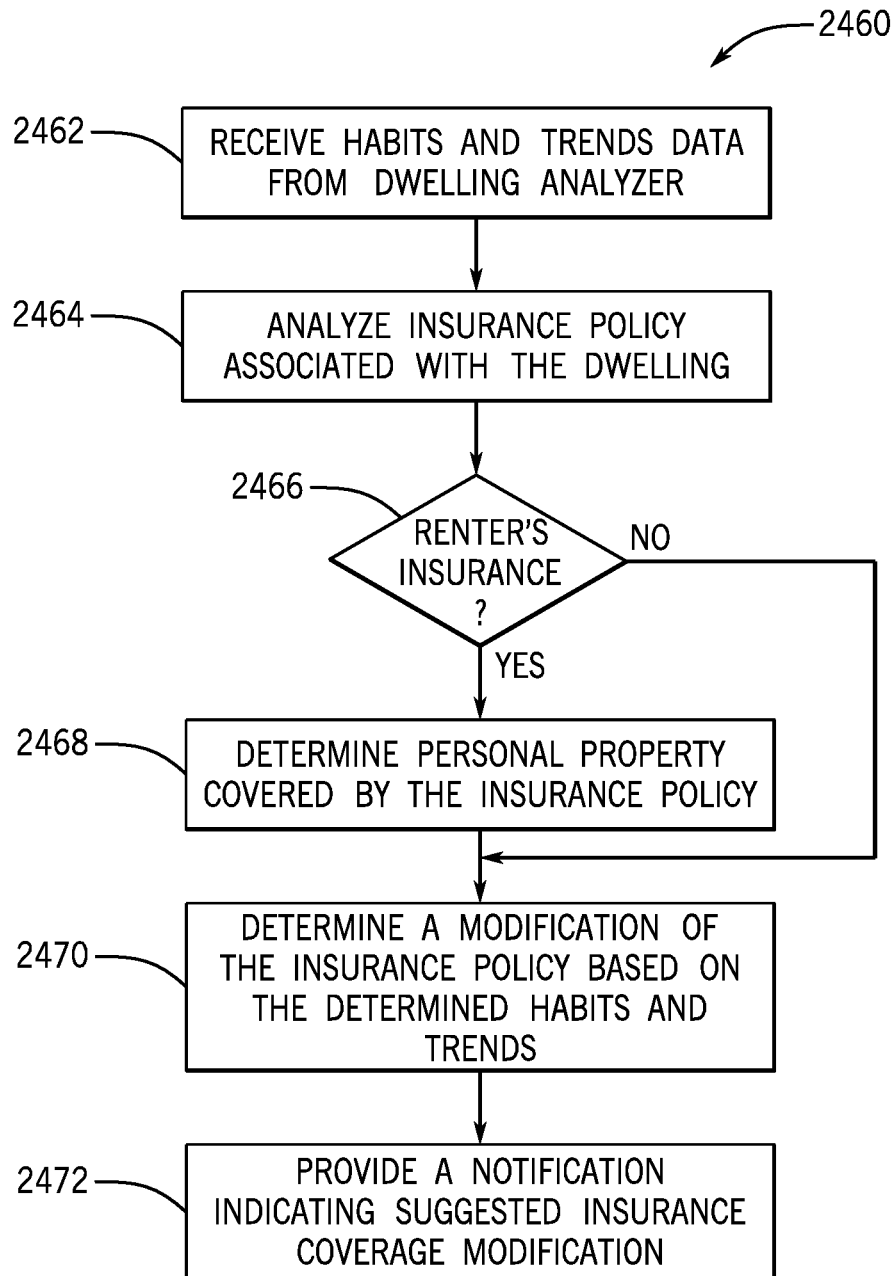 2460
2462
RECEIVE HABITS AND TRENDS DATA
FROM DWELLING ANALYZER
2464
ANALYZE INSURANCE POLICY
ASSOCIATED WITH THE DWELLING
2466
RENTER'S
INSURANCE
?
NO
YES
2468
DETERMINE PERSONAL PROPERTY
COVERED BY THE INSURANCE POLICY
2470
DETERMINE A MODIFICATION OF
THE INSURANCE POLICY BASED ON
THE DETERMINED HABITS AND
TRENDS
2472
PROVIDE A NOTIFICATION
INDICATING SUGGESTED INSURANCE
COVERAGE MODIFICATION